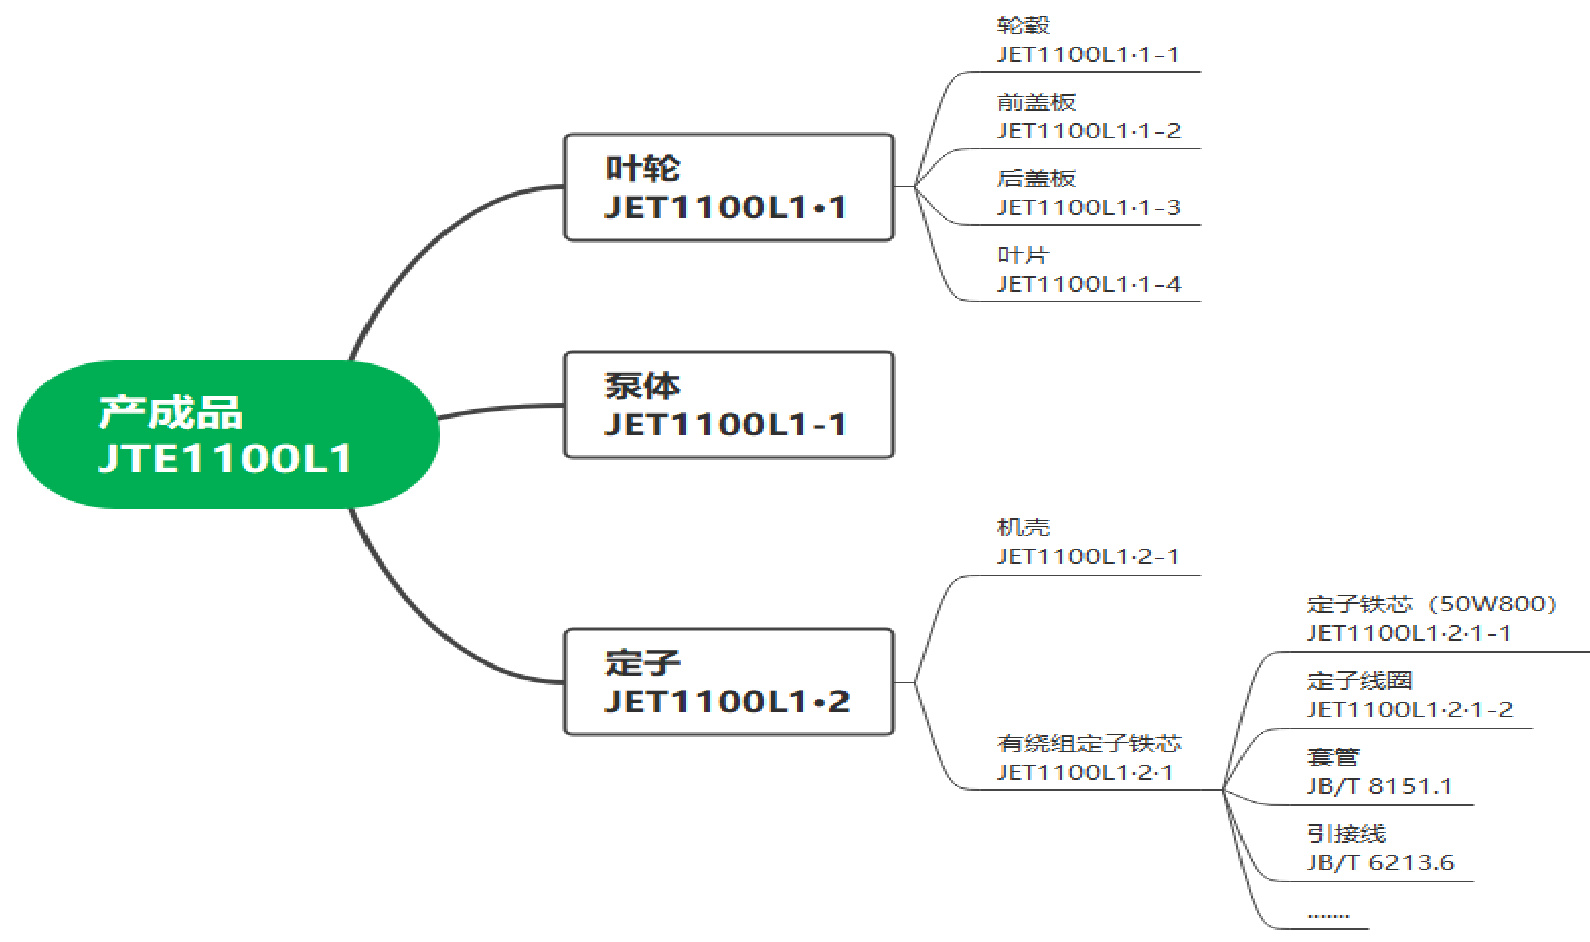 产成品
JTE1100L1
叶轮
JET1100L1•1
轮毂
JET1100L1·1-1
前盖板
JET1100L1·1-2
后盖板
JET1100L1·1-3
叶片
JET1100L1·1-4
泵体
JET1100L1-1
定子
JET1100L1•2
机壳
JET1100L1·2-1
有绕组定子铁芯
JET1100L1·2·1
定子铁芯（50W800）
JET1100L1·2·1-1
定子线圈
JET1100L1·2·1-2
套管
JB/T 8151.1
引接线
JB/T 6213.6
.......